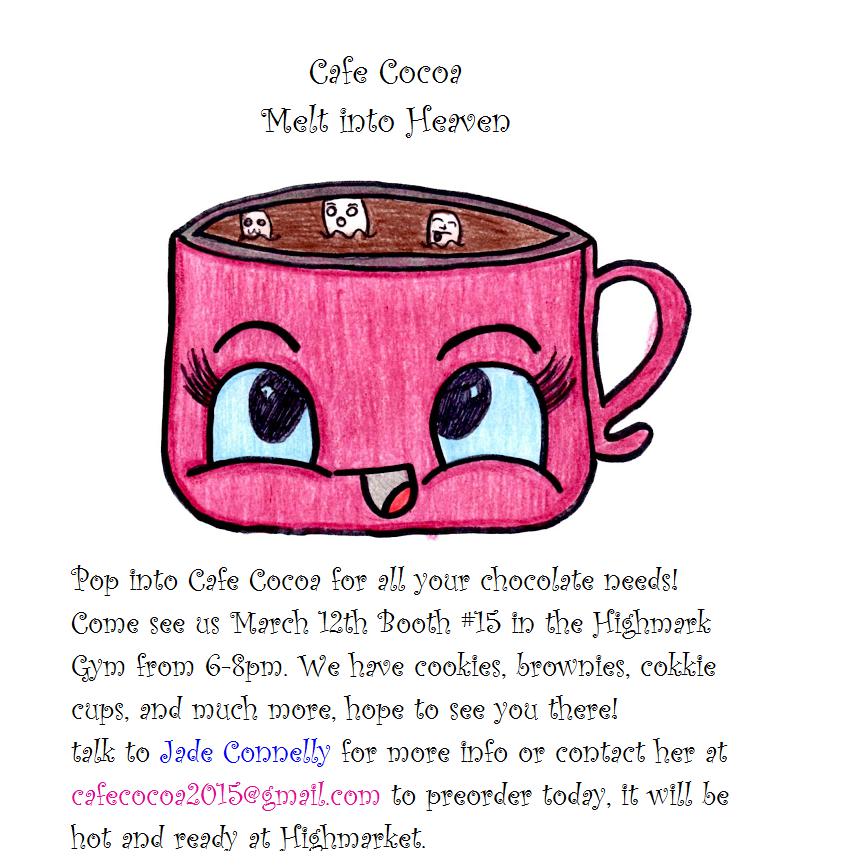 Cafe Cocoa
Melt into Heaven
Pop into Cafe Cocoa for all your chocolate needs!
Come see us March 12th Booth #15 in the Highmark
Gym from 6-8pm. We have cookies, brownies, cokkie
cups, and much more, hope to see you there!
talk to Jade Connelly for more info or contact her at
cafecocoa2015@gmail.com to preorder today, it will be
hot and ready at Highmarket.